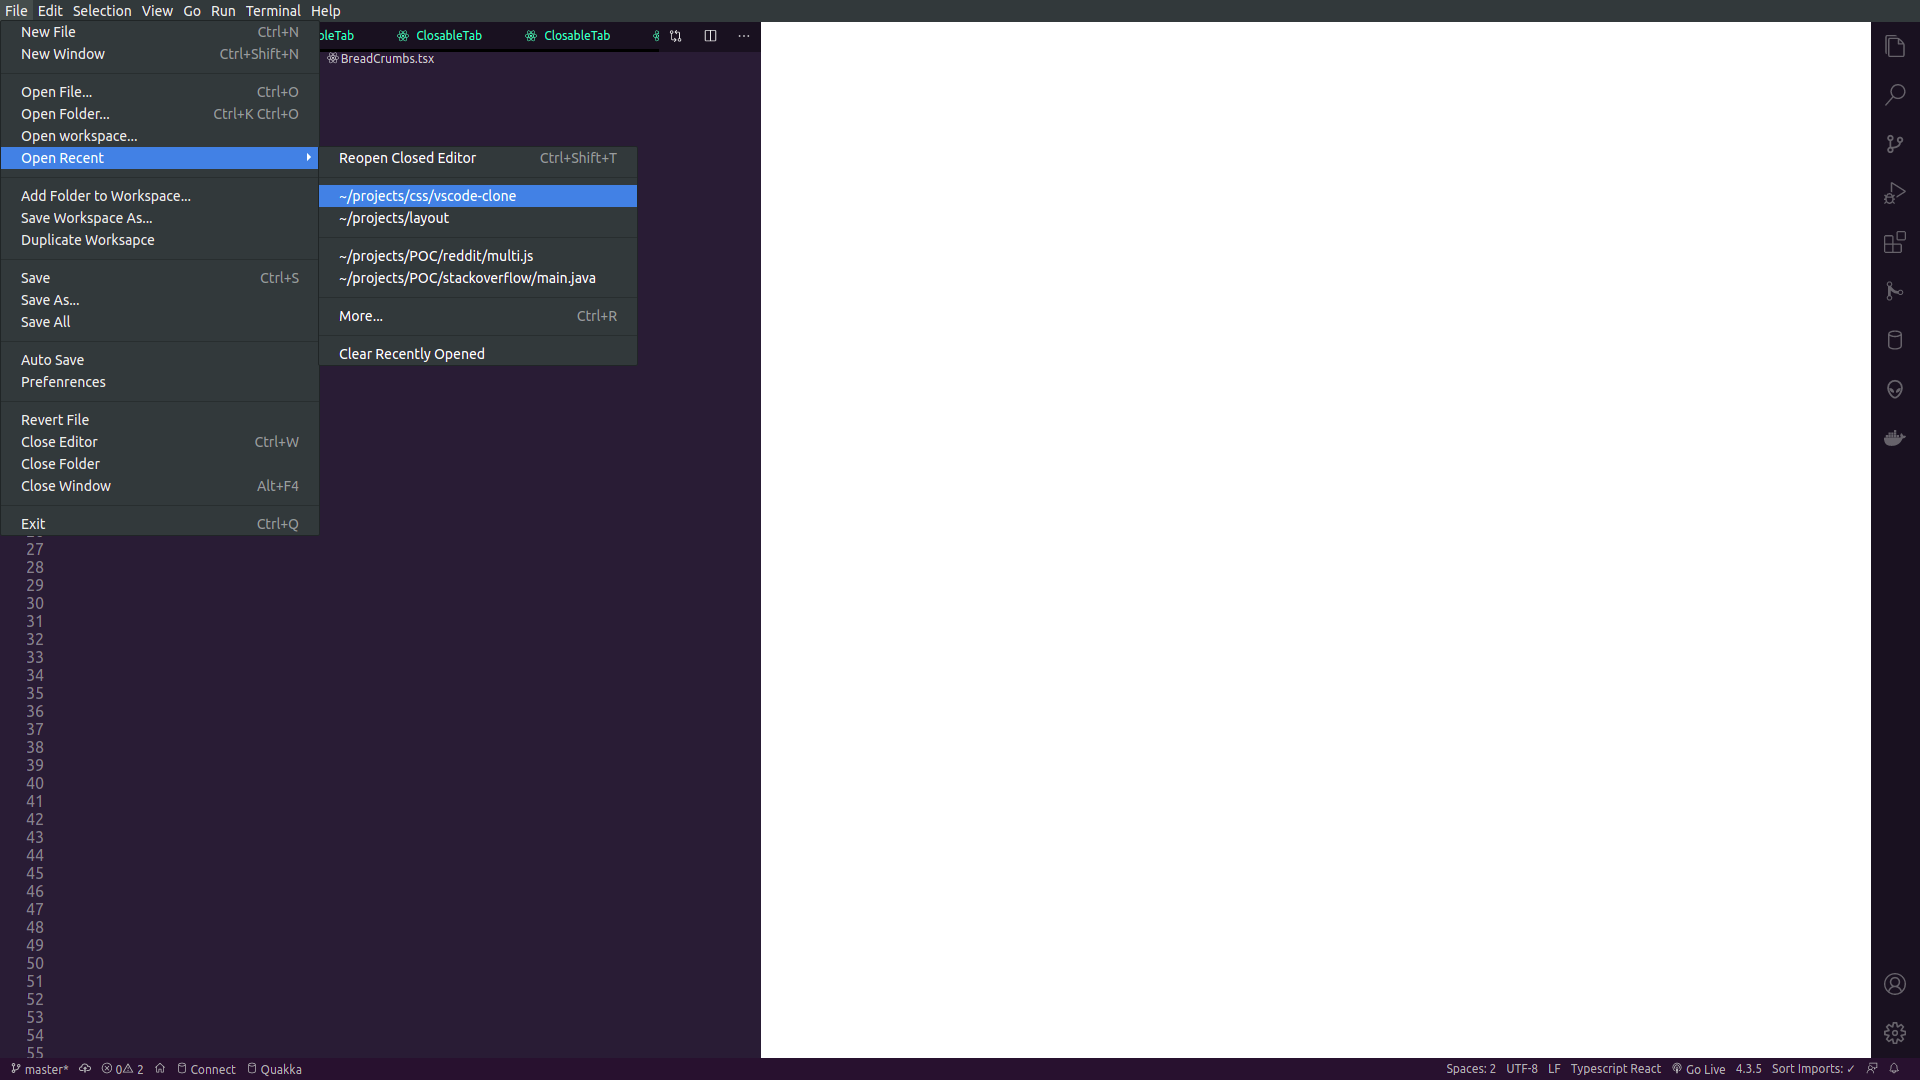 File Edit Selection View Go Run Terminal Help
New File Ctrl+N
New Window Ctrl+Shift+N
Open File... Ctrl+O
Open Folder... Ctrl+K Ctrl+O
Open workspace...
Open Recent
Add Folder to Workspace...
Save Workspace As...
Duplicate Worksapce
Save Ctrl+S
Save As...
Save All
Auto Save
Prefenrences
Revert File
Close Editor Ctrl+W
Close Folder
Close Window Alt+F4
Exit Ctrl+Q
bleTab ClosableTab ClosableTab ...
BreadCrumbs.tsx
Reopen Closed Editor Ctrl+Shift+T
~/projects/css/vscode-clone
~/projects/layout
~/projects/POC/reddit/multi.js
~/projects/POC/stackoverflow/main.java
More... Ctrl+R
Clear Recently Opened
27
28
29
30
31
32
33
34
35
36
37
38
39
40
41
42
43
44
45
46
47
48
49
50
51
52
53
54
55
master* 0 2 Connect Quakka Spaces: 2 UTF-8 LF Typescript React Go Live 4.3.5 Sort Imports: ✓